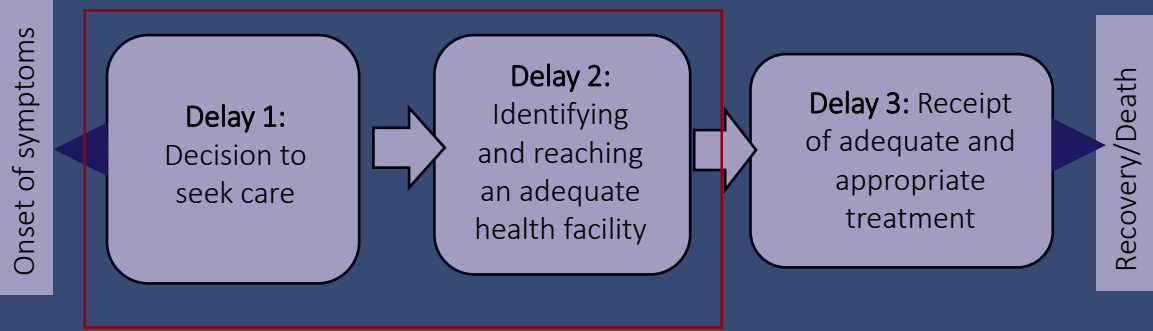 Onset of symptoms
Delay 1:
Decision to
seek care
Delay 2:
Identifying
and reaching
an adequate
health facility
Delay 3: Receipt
of adequate and
appropriate
treatment
Recovery/Death